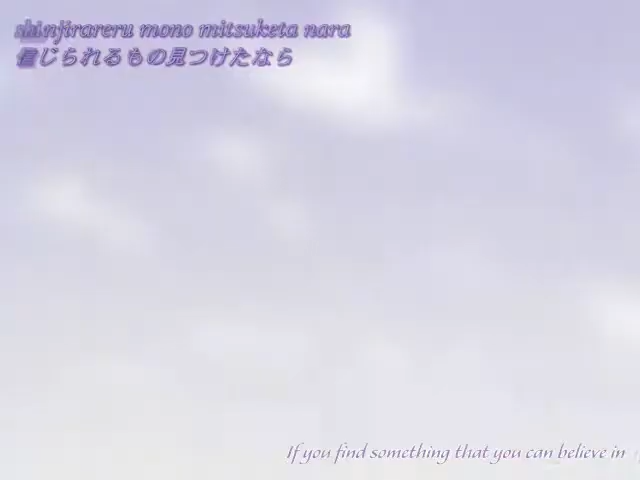 shinjirareru mono mitsuketa nara
信じられるもの見つけたなら
If you find something that you can believe in